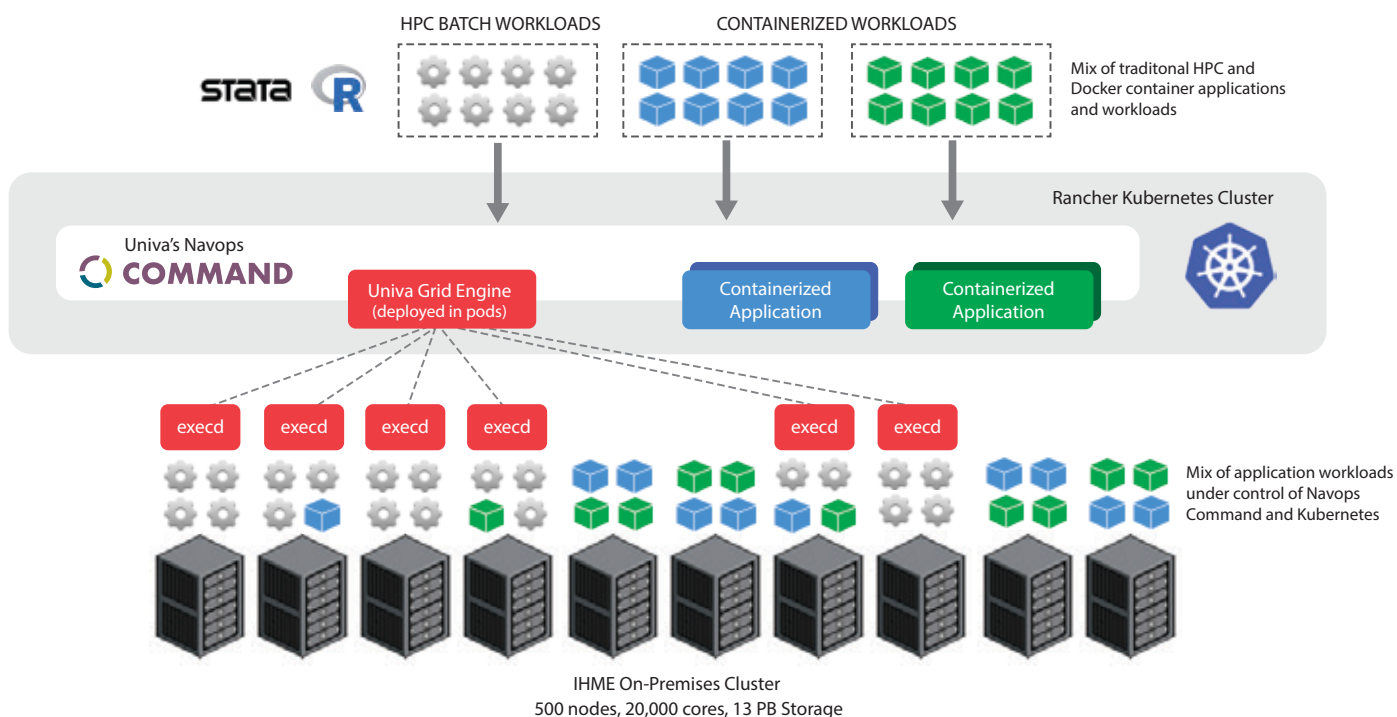 HPC BATCH WORKLOADS
CONTAINERIZED WORKLOADS
stata
R
Mix of traditonal HPC and
Docker container applications
and workloads
Rancher Kubernetes Cluster
Univa's Navops
COMMAND
Univa Grid Engine
(deployed in pods)
Containerized
Application
Containerized
Application
execd
execd
execd
execd
execd
execd
Mix of application workloads
under control of Navops
Command and Kubernetes
IHME On-Premises Cluster
500 nodes, 20,000 cores, 13 PB Storage